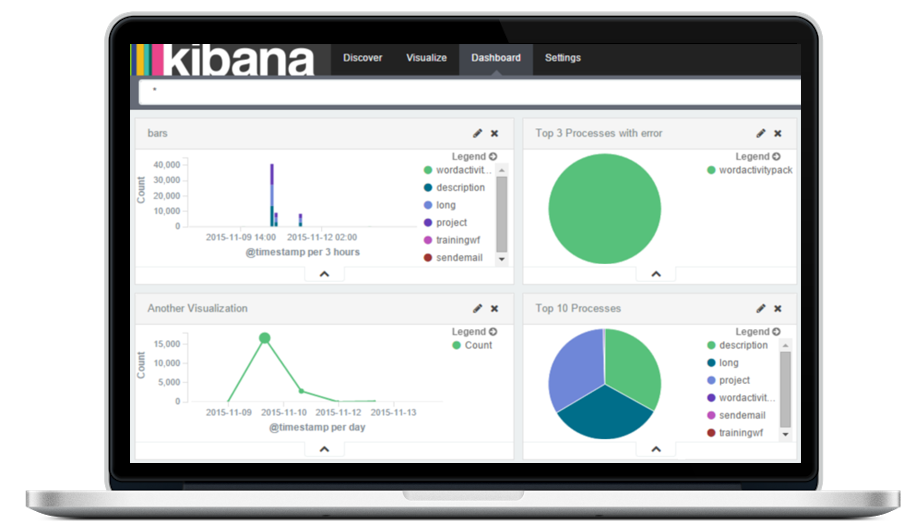 kibana
Discover Visualize Dashboard Settings
*
bars
Legend
40,000
30,000
20,000
10,000
0
Count
2015-11-09 14:00 2015-11-12 02:00
@timestamp per 3 hours
wordactivit...
description
long
project
trainingwf
sendemail
Top 3 Processes with error
Legend
wordactivitypack
Another Visualization
Legend
Count
15,000
10,000
5,000
0
Count
2015-11-09 2015-11-10 2015-11-12 2015-11-13
@timestamp per day
Top 10 Processes
Legend
description
long
project
wordactivit...
sendemail
trainingwf